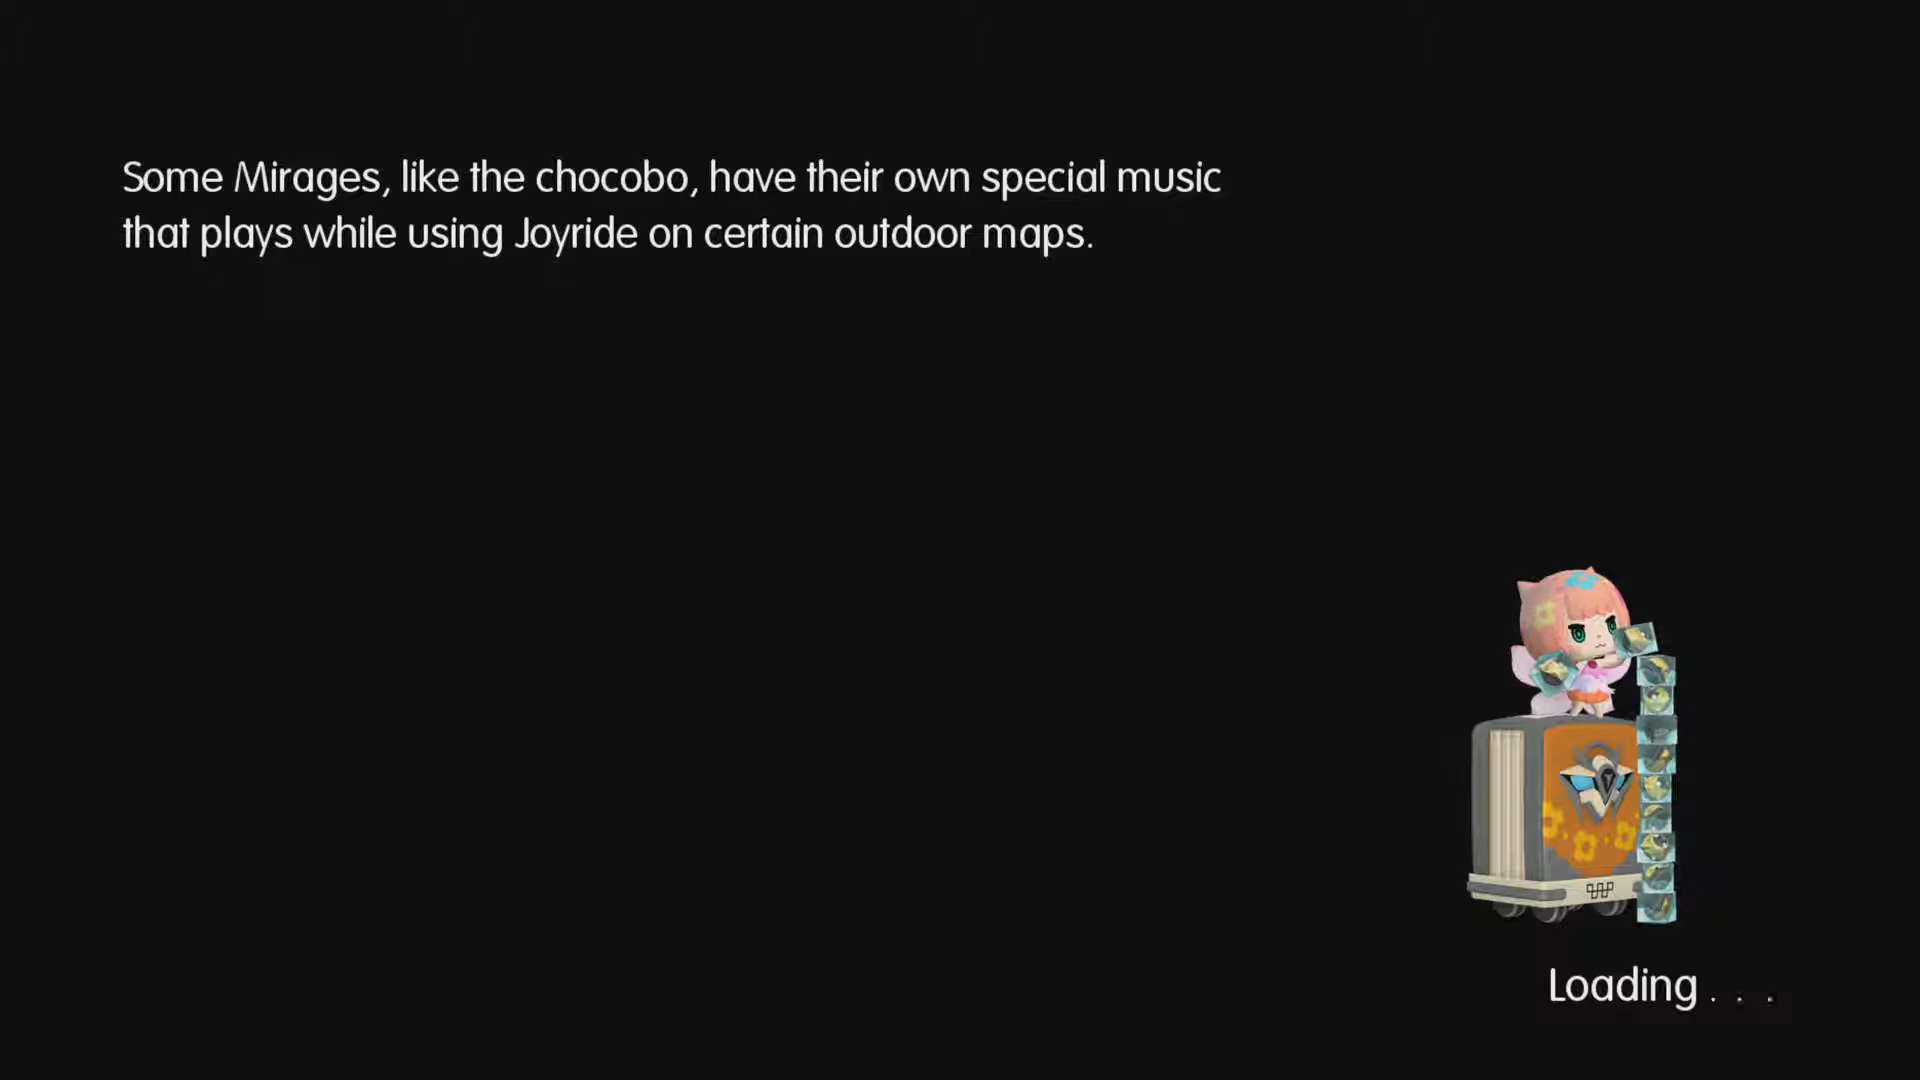 Some Mirages, like the chocobo, have their own special music
that plays while using Joyride on certain outdoor maps.
Loading . . .